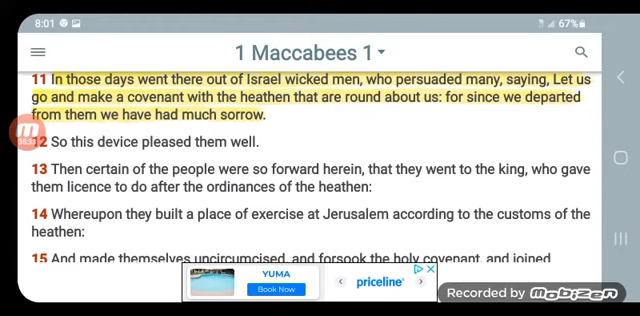 8:01
67%
1 Maccabees 1
11 In those days went there out of Israel wicked men, who persuaded many, saying, Let us
go and make a covenant with the heathen that are round about us: for since we departed
from them we have had much sorrow.
12 So this device pleased them well.
13 Then certain of the people were so forward herein, that they went to the king, who gave
them licence to do after the ordinances of the heathen:
14 Whereupon they built a place of exercise at Jerusalem according to the customs of the
heathen:
15 And made themselves uncircumcised, and forsook the holy covenant, and joined
YUMA
Book Now
priceline
Recorded by Mobizen